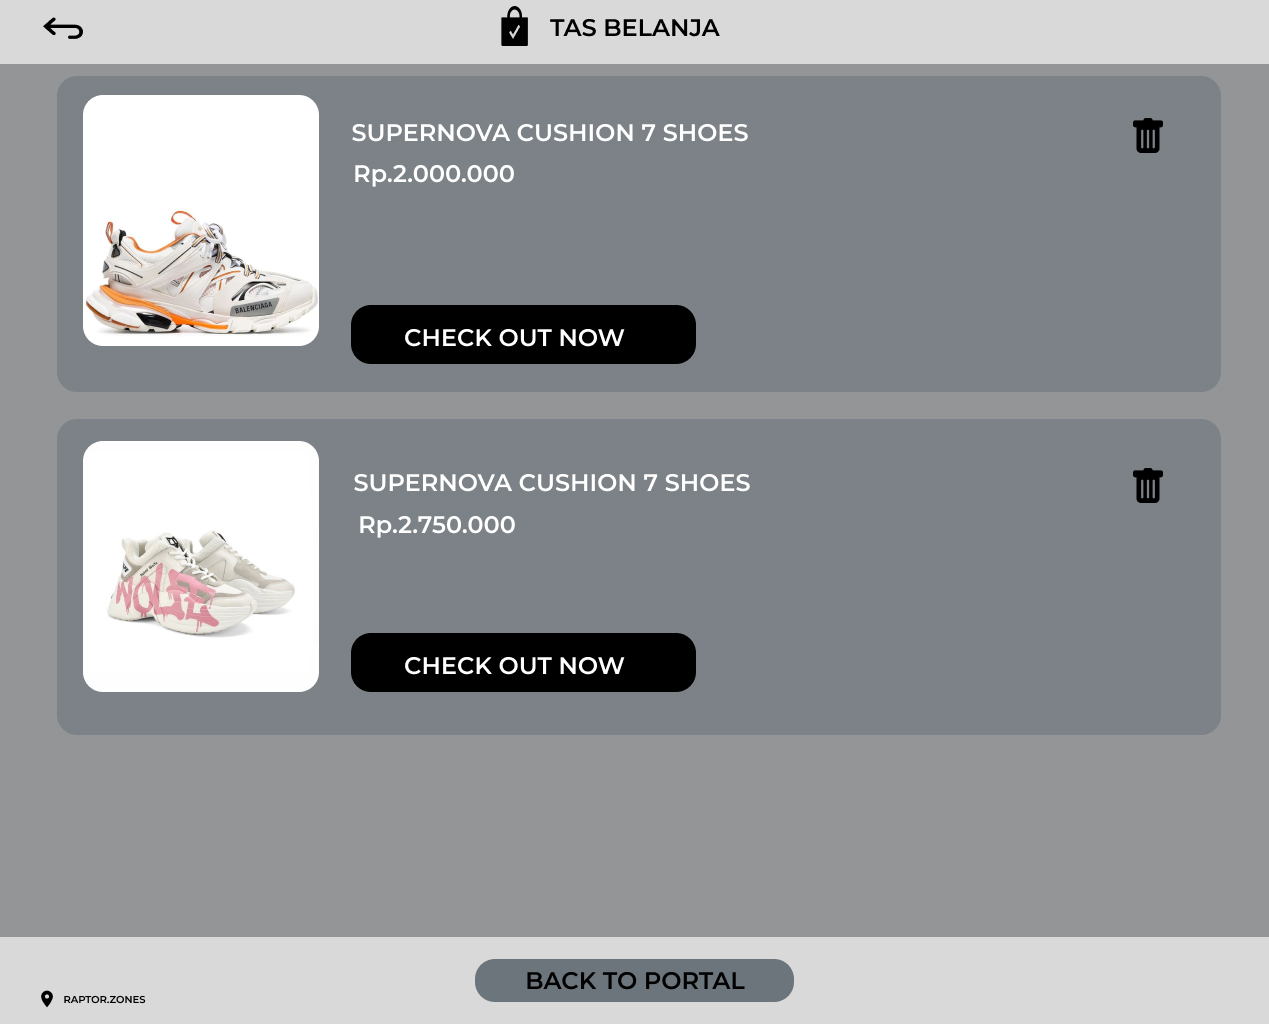 TAS BELANJA
SUPERNOVA CUSHION 7 SHOES
Rp.2.000.000
BALENCIAGA
CHECK OUT NOW
SUPERNOVA CUSHION 7 SHOES
Rp.2.750.000
CHECK OUT NOW
BACK TO PORTAL
RAPTOR.ZONES